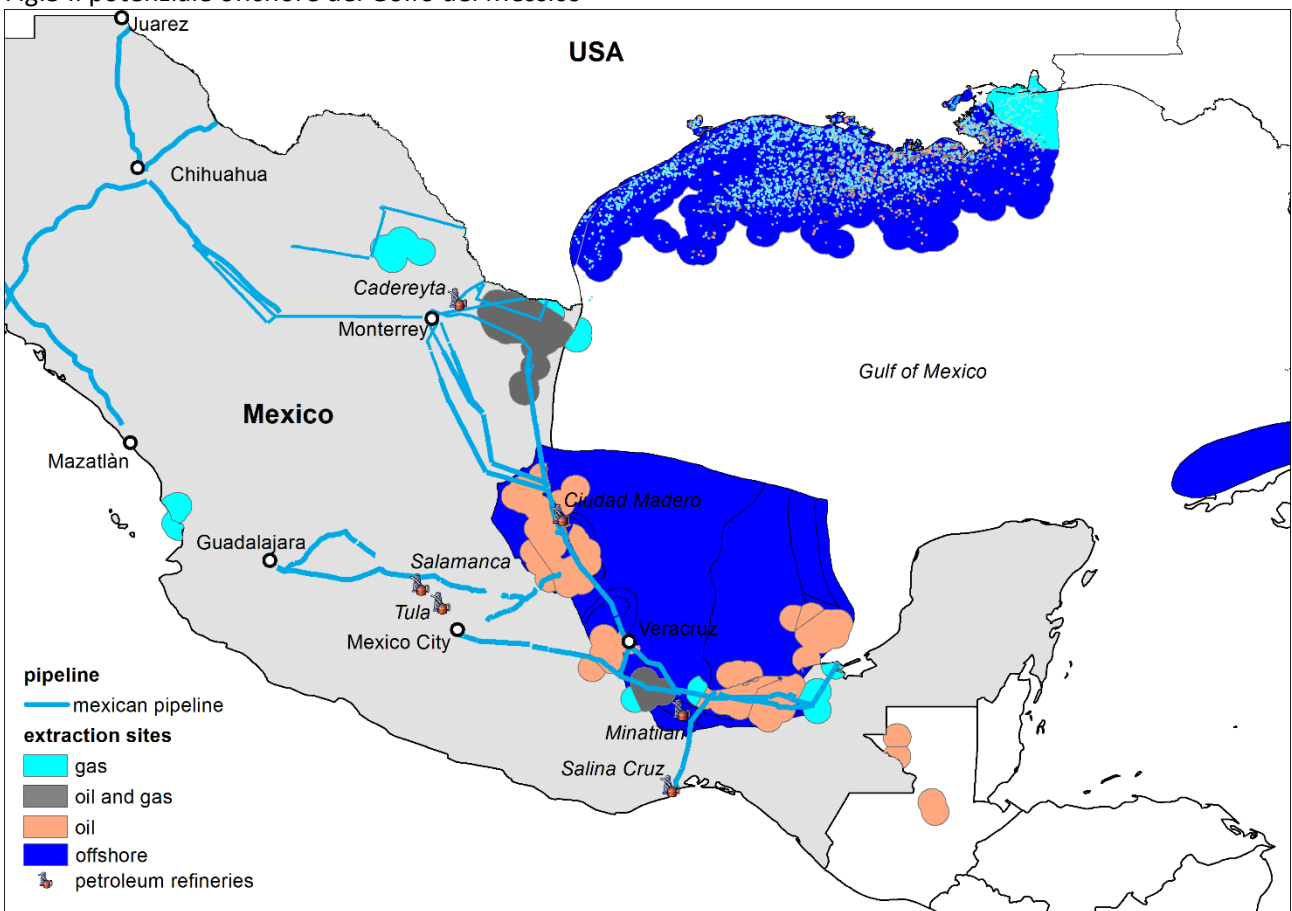 Juarez
USA
Chihuahua
Cadereyta
Monterrey
Gulf of Mexico
Mexico
Mazatlàn
Ciudad Madero
Guadalajara
Salamanca
Tula
Mexico City
Veracruz
Minatilan
Salina Cruz
pipeline
mexican pipeline
extraction sites
gas
oil and gas
oil
offshore
petroleum refineries